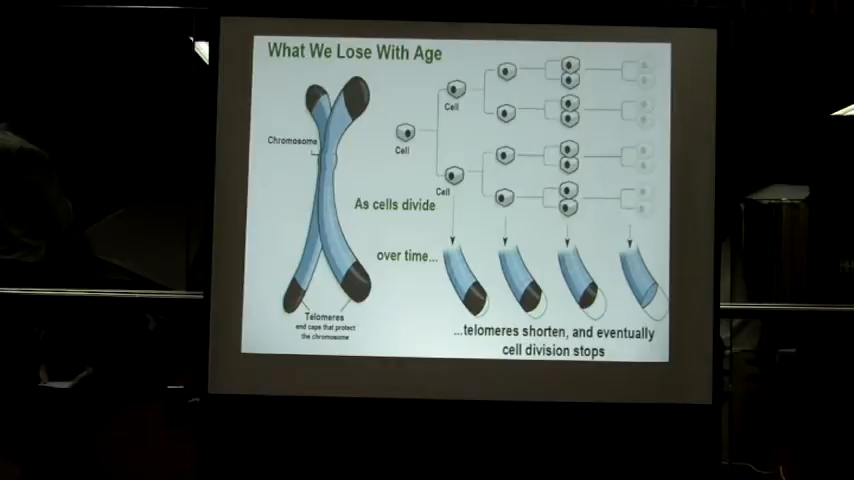 What We Lose With Age
Chromosome
Cell
Cell
Cell
As cells divide
over time...
Telomeres
end caps that protect
the chromosome
...telomeres shorten, and eventually
cell division stops